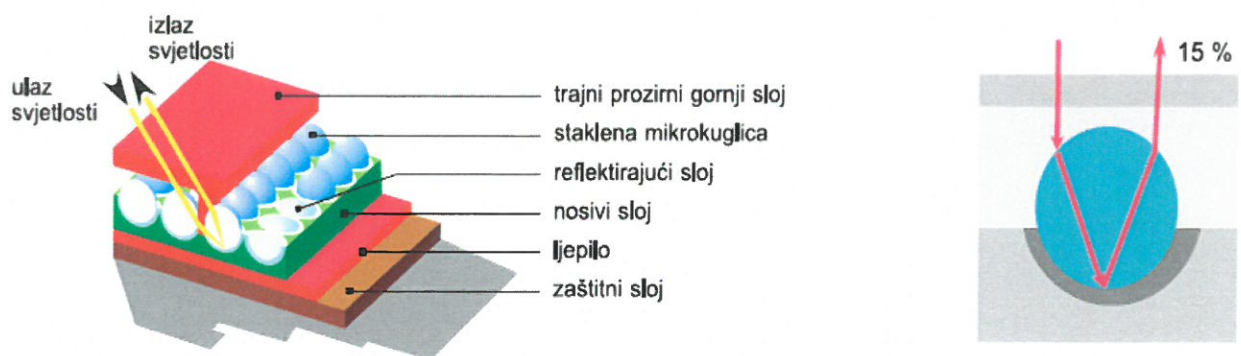 izlaz
svjetlosti
ulaz
svjetlosti
trajni prozirni gornji sloj
staklena mikrokuglica
reflektirajući sloj
nosivi sloj
ljepilo
zaštitni sloj
15 %